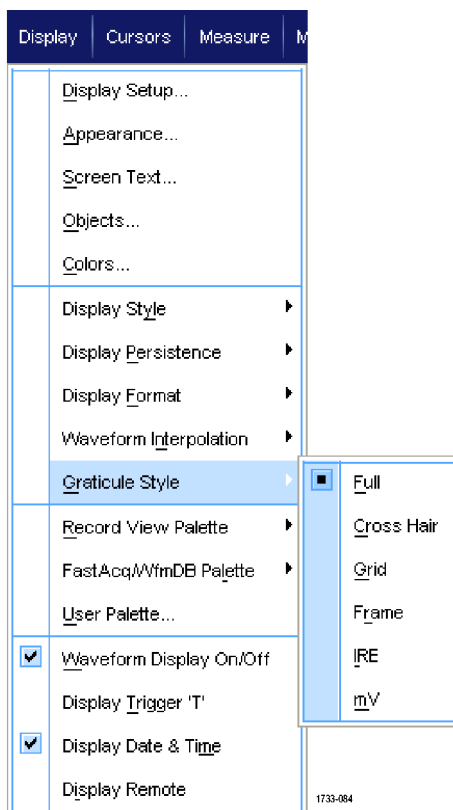 Display Cursors Measure M
Display Setup...
Appearance...
Screen Text...
Objects...
Colors...
Display Style
Display Persistence
Display Format
Waveform Interpolation
Graticule Style
Full
Cross Hair
Grid
Frame
IRE
mV
Record View Palette
FastAcq/WfmDB Palette
User Palette...
Waveform Display On/Off
Display Trigger 'T'
Display Date & Time
Display Remote
1733-084